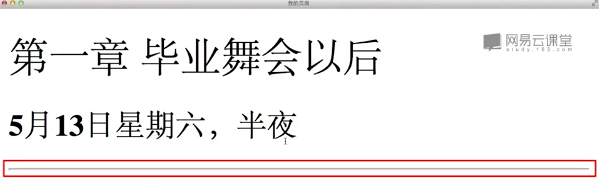 我的页面
网易云课堂
study.163.com
第一章 毕业舞会以后
5月13日星期六，半夜